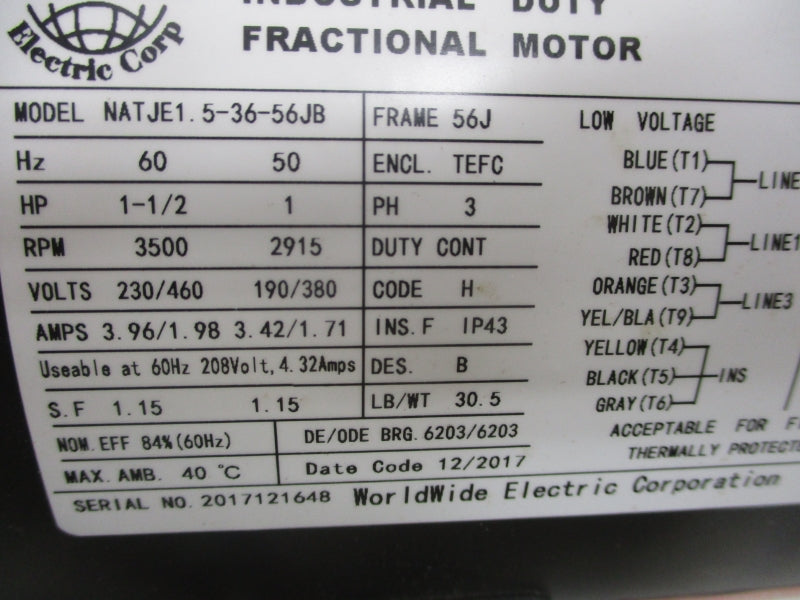 INDUSTRIAL DUTY
FRACTIONAL MOTOR
Electric Corp
MODEL NATJE1.5-36-56JB
FRAME 56J
Hz 60 50
ENCL. TEFC
HP 1-1/2 1
PH 3
RPM 3500 2915
DUTY CONT
VOLTS 230/460 190/380
CODE H
AMPS 3.96/1.98 3.42/1.71
INS.F IP43
Useable at 60Hz 208Volt,4.32Amps
DES. B
S.F 1.15 1.15
LB/WT 30.5
NOM.EFF 84%(60Hz)
DE/ODE BRG.6203/6203
MAX.AMB. 40 °C
Date Code 12/2017
SERIAL NO.2017121648 WorldWide Electric Corporation
LOW VOLTAGE
BLUE(T1)
BROWN(T7)
LINE
WHITE(T2)
RED(T8)
LINE1
ORANGE(T3)
YEL/BLA(T9)
LINE3
YELLOW(T4)
BLACK(T5)
GRAY(T6)
INS
ACCEPTABLE FOR
THERMALLY